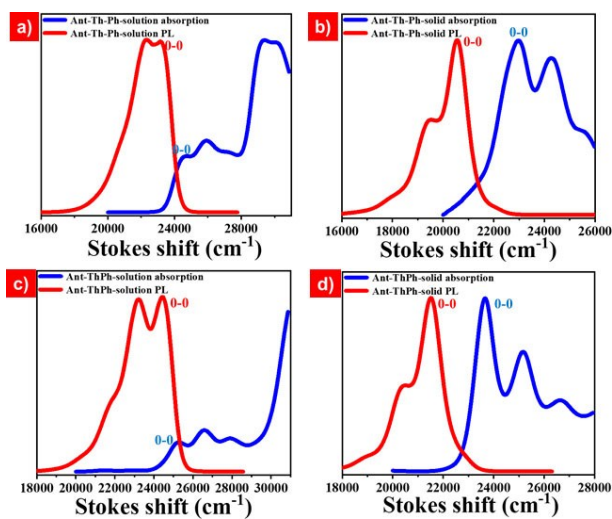 a)
Ant-Th-Ph-solution absorption
Ant-Th-Ph-solution PL
0-0
0-0
16000 20000 24000 28000
Stokes shift (cm-1)
b)
Ant-Th-Ph-solid absorption
Ant-Th-Ph-solid PL
0-0
0-0
16000 18000 20000 22000 24000 26000
Stokes shift (cm-1)
c)
Ant-ThPh-solution absorption
Ant-ThPh-solution PL
0-0
0-0
18000 20000 22000 24000 26000 28000 30000
Stokes shift (cm-1)
d)
Ant-ThPh-solid absorption
Ant-ThPh-solid PL
0-0
0-0
18000 20000 22000 24000 26000 28000
Stokes shift (cm-1)